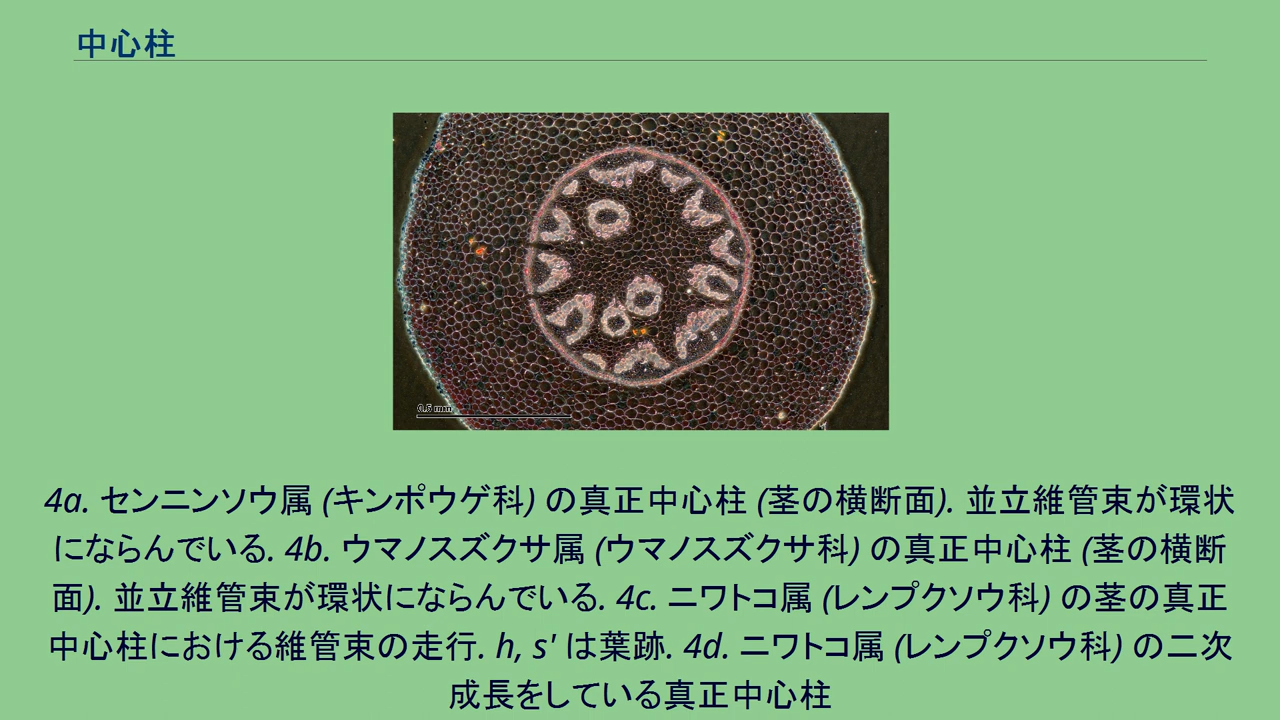 中心柱
0.5 mm
4a. センニンソウ属 (キンポウゲ科) の真正中心柱 (茎の横断面). 並立維管束が環状
にならんでいる. 4b. ウマノスズクサ属 (ウマノスズクサ科) の真正中心柱 (茎の横断
面). 並立維管束が環状にならんでいる. 4c. ニワトコ属 (レンプクソウ科) の茎の真正
中心柱における維管束の走行. h, s' は葉跡. 4d. ニワトコ属 (レンプクソウ科) の二次
成長をしている真正中心柱